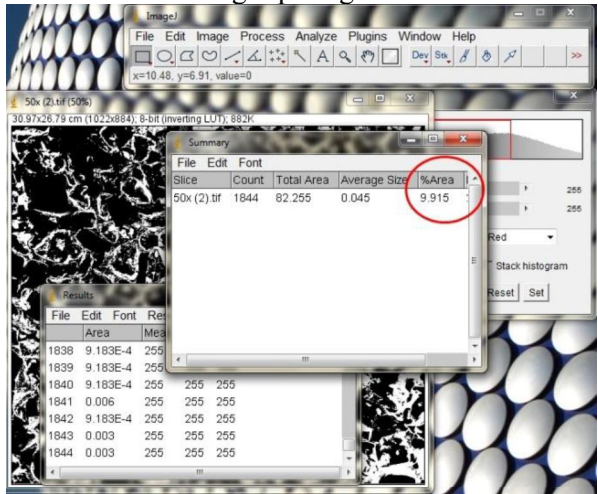 ImageJ
File Edit Image Process Analyze Plugins Window Help
Dev Stk >>
x=10.48, y=6.91, value=0
50x (2).tif (50%)
30.97x26.79 cm (1022x884); 8-bit (inverting LUT); 882K
Summary
File Edit Font
Slice Count Total Area Average Size %Area
50x (2).tif 1844 82.255 0.045 9.915
255
255
Red
Stack histogram
Reset Set
Results
File Edit Font Res
Area Mea
1838 9.183E-4 255
1839 9.183E-4 255
1840 9.183E-4 255 255 255
1841 0.006 255 255 255
1842 9.183E-4 255 255 255
1843 0.003 255 255 255
1844 0.003 255 255 255